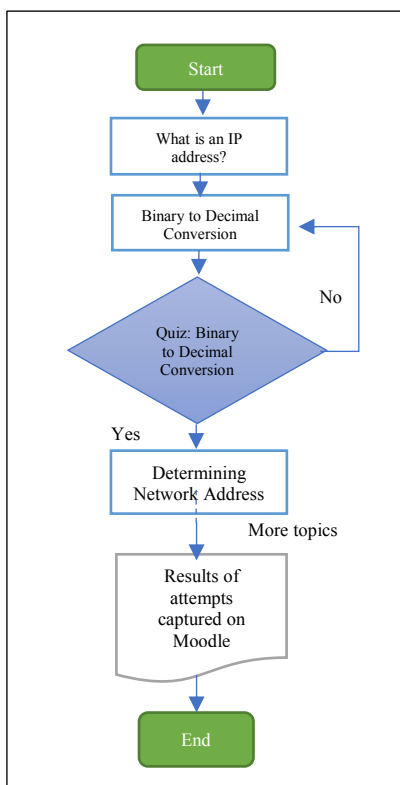 Start
What is an IP
address?
Binary to Decimal
Conversion
No
Quiz: Binary
to Decimal
Conversion
Yes
Determining
Network Address
More topics
Results of
attempts
captured on
Moodle
End